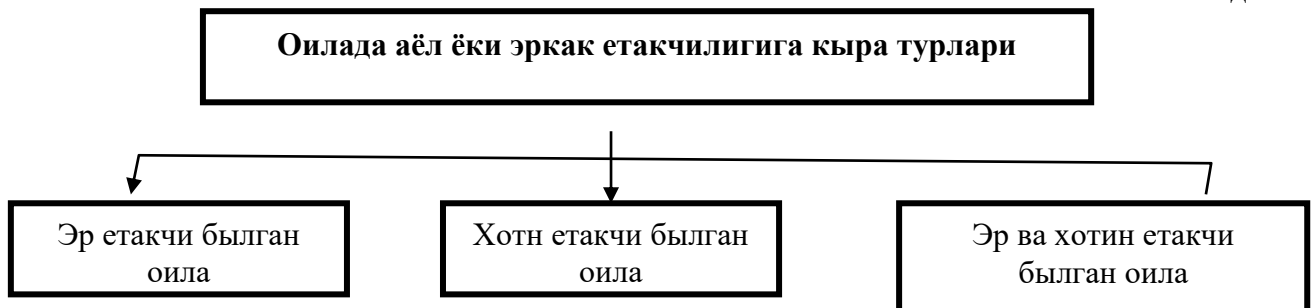 Оилада аёл ёки эркак етакчилигига кыра турлари
Эр етакчи былган
оила
Хотн етакчи былган
оила
Эр ва хотин етакчи
былган оила